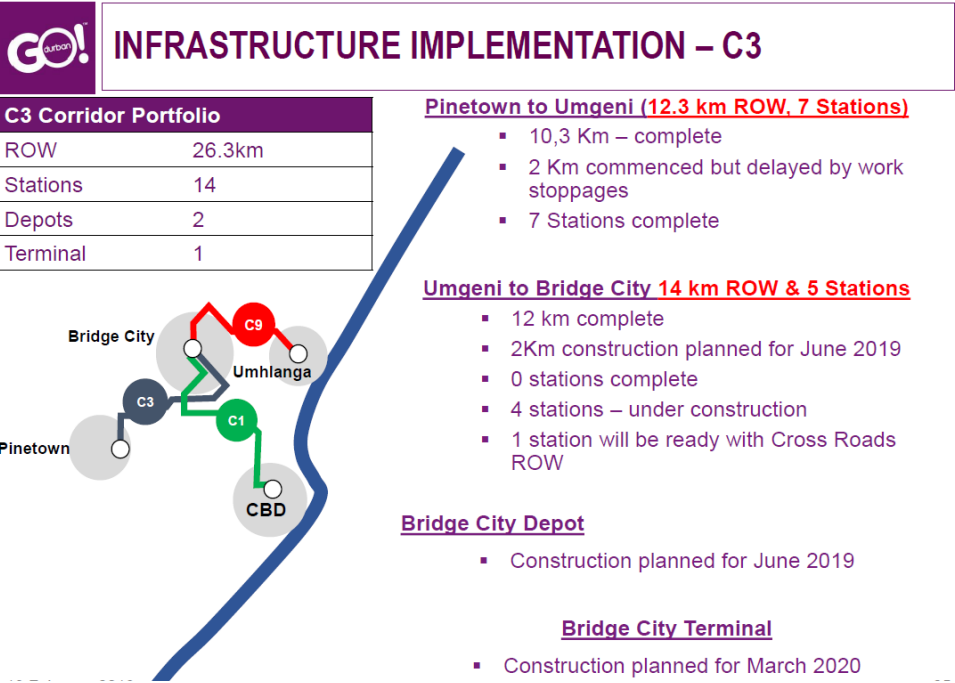 GO! durban
INFRASTRUCTURE IMPLEMENTATION – C3
C3 Corridor Portfolio
ROW 26.3km
Stations 14
Depots 2
Terminal 1
Bridge City
C9
Umhlanga
C3
C1
Pinetown
CBD
Pinetown to Umgeni (12.3 km ROW, 7 Stations)
▪ 10,3 Km – complete
▪ 2 Km commenced but delayed by work
stoppages
▪ 7 Stations complete
Umgeni to Bridge City 14 km ROW & 5 Stations
▪ 12 km complete
▪ 2Km construction planned for June 2019
▪ 0 stations complete
▪ 4 stations – under construction
▪ 1 station will be ready with Cross Roads
ROW
Bridge City Depot
▪ Construction planned for June 2019
Bridge City Terminal
▪ Construction planned for March 2020